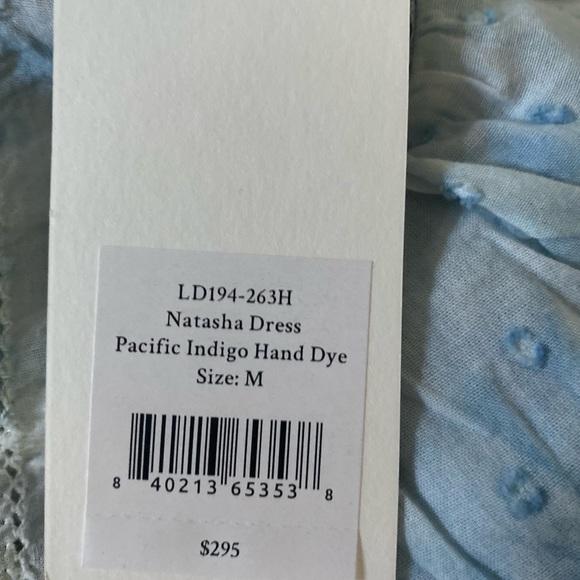 LD194-263H
Natasha Dress
Pacific Indigo Hand Dye
Size: M
8 40213 65353 8
$295